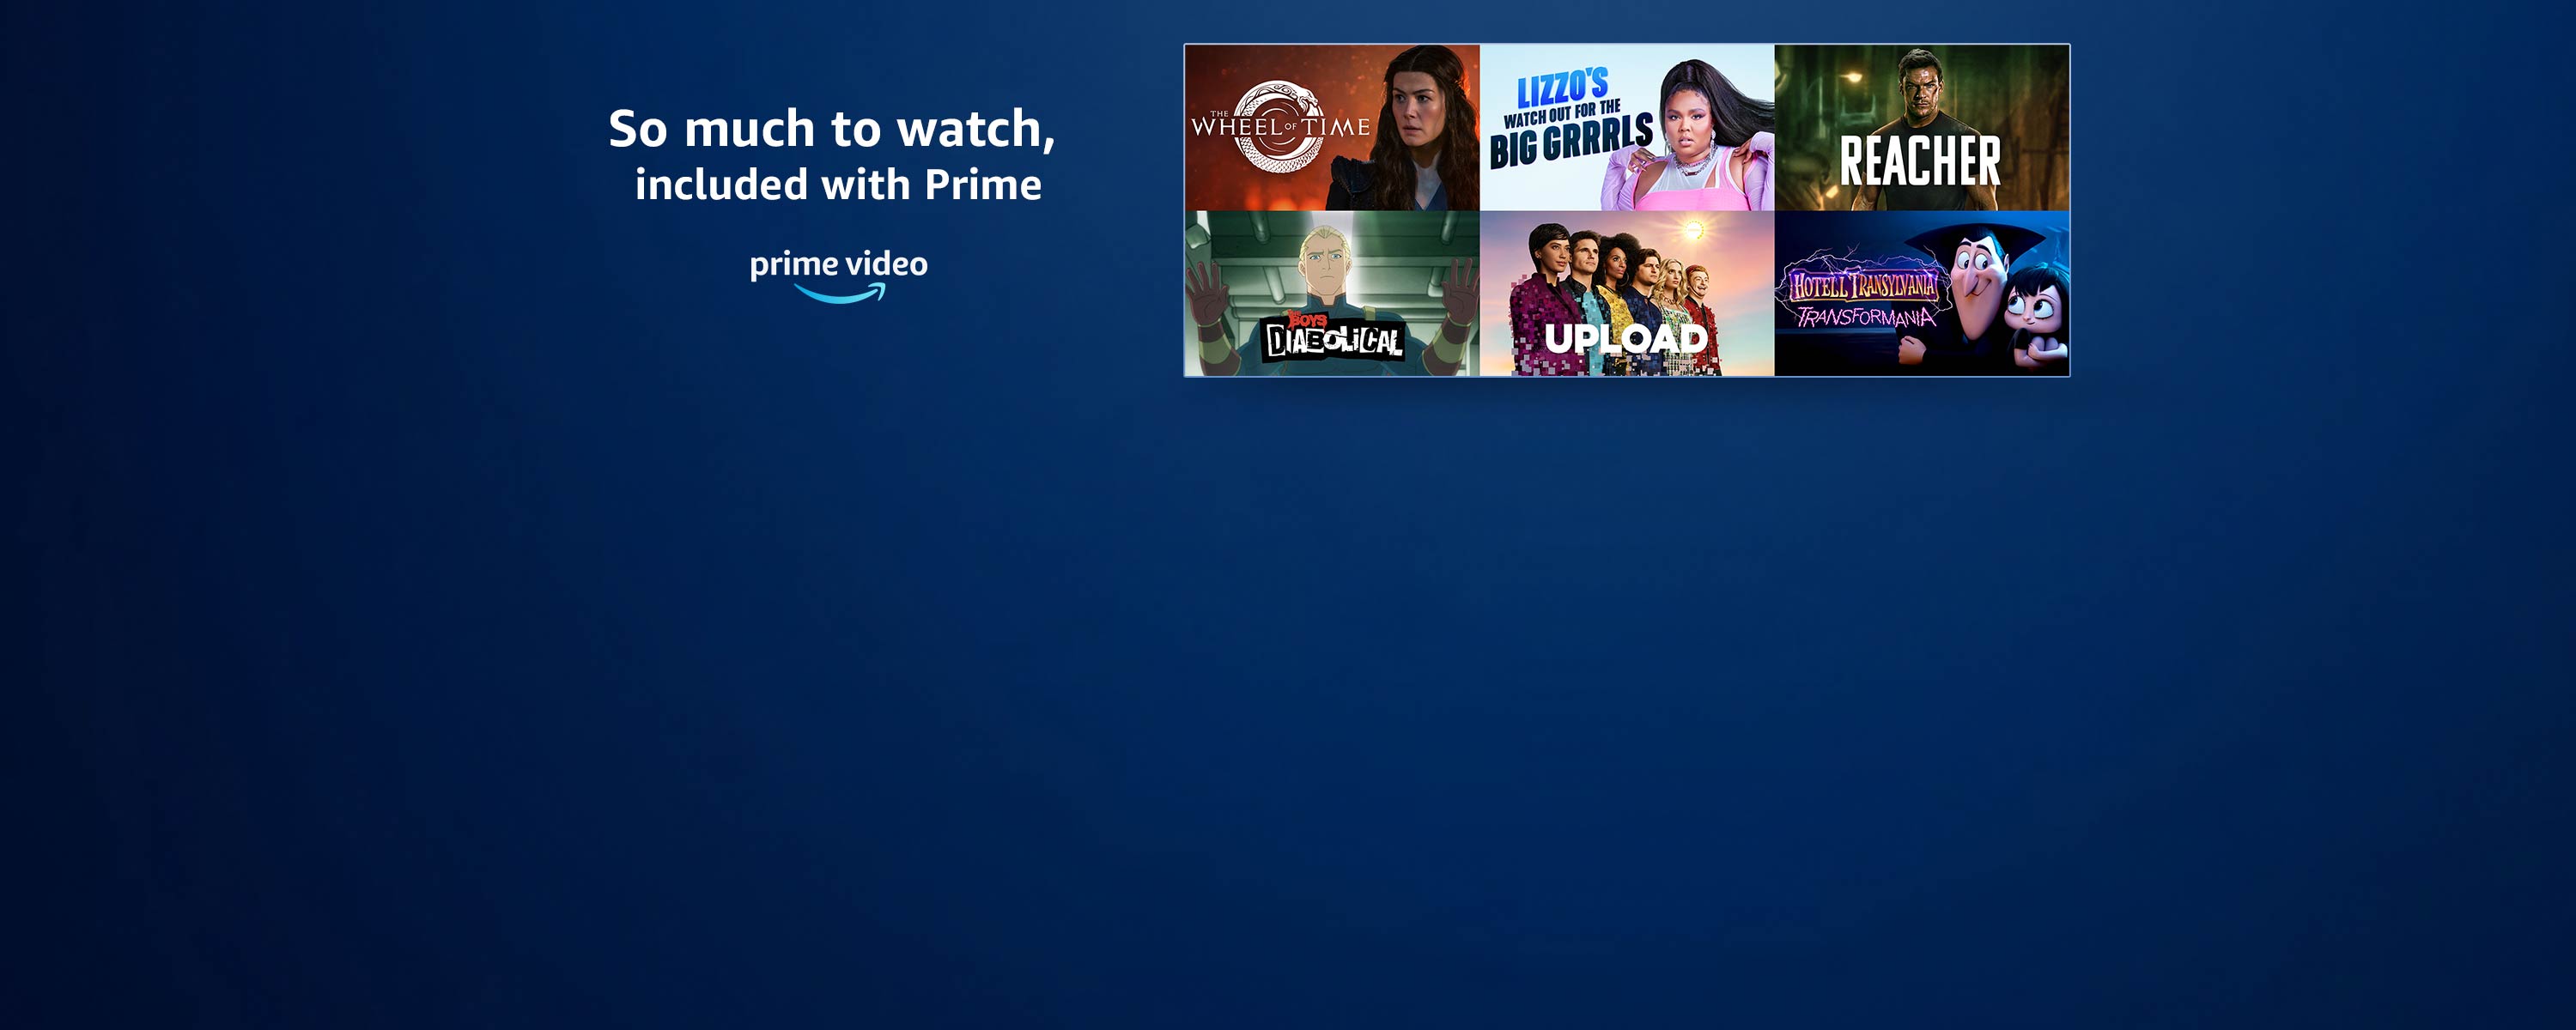 So much to watch,
included with Prime
prime video
THE
WHEEL OF TIME
LIZZO'S
WATCH OUT FOR THE
BIG GRRRLS
REACHER
THE BOYS
DIABOLICAL
UPLOAD
HOTELL TRANSYLVANIA
TRANSFORMANIA